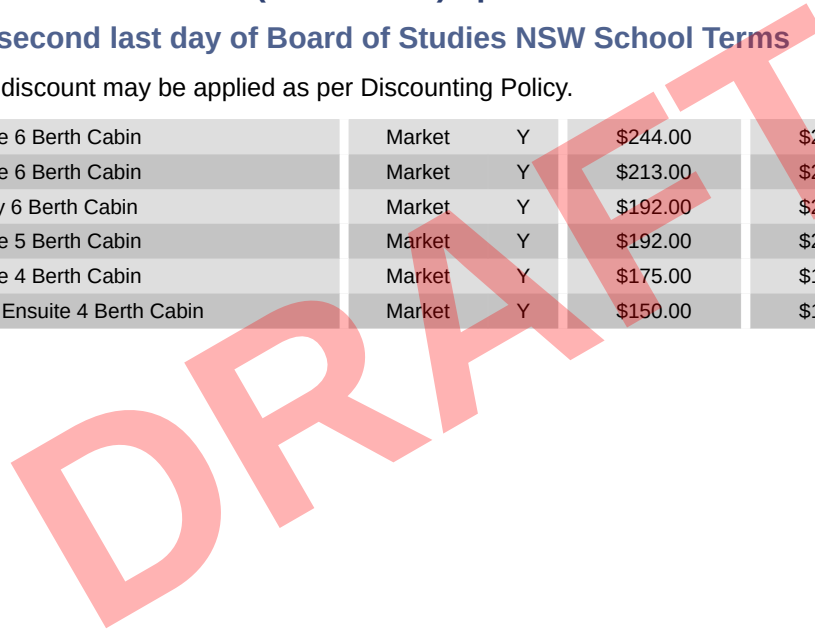 second last day of Board of Studies NSW School Terms
discount may be applied as per Discounting Policy.
6 Berth Cabin Market Y $244.00
6 Berth Cabin Market Y $213.00
6 Berth Cabin Market Y $192.00
5 Berth Cabin Market Y $192.00
4 Berth Cabin Market Y $175.00
Ensuite 4 Berth Cabin Market Y $150.00
DRAFT